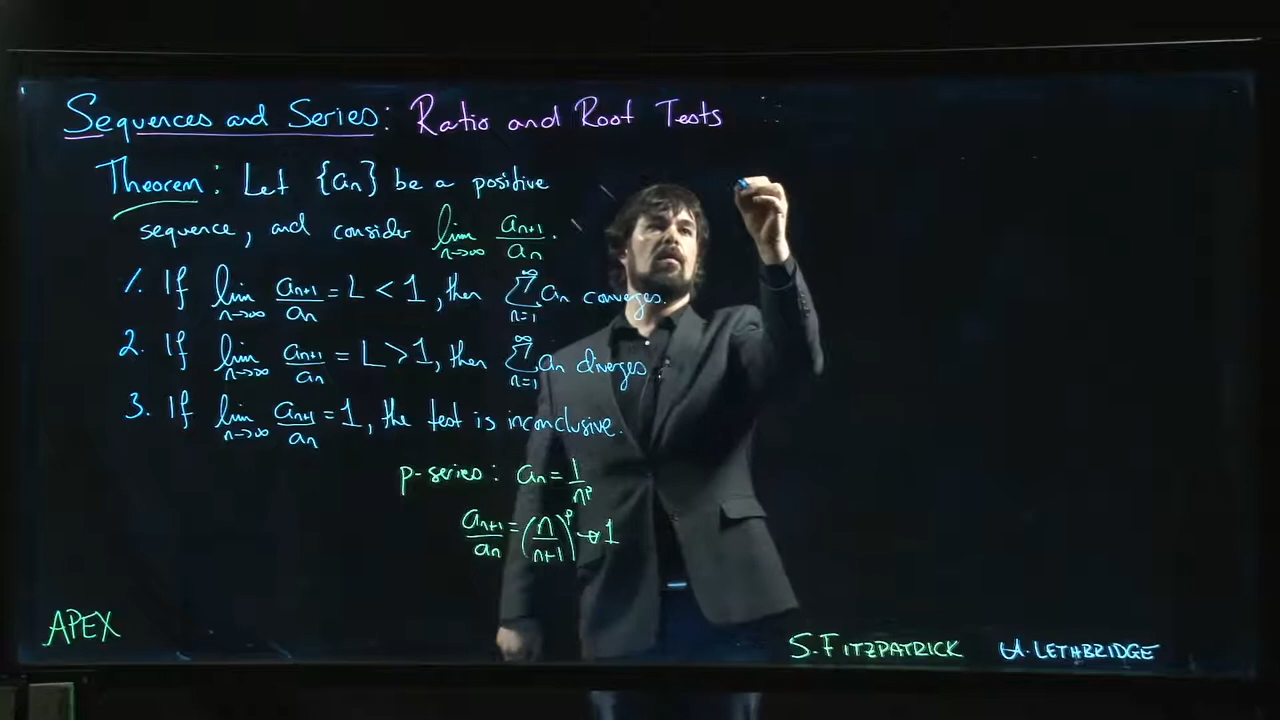 Sequences and Series: Ratio and Root Tests
Theorem: Let {an} be a positive
sequence, and consider lim n→∞ an+1/an.
1. If lim n→∞ an+1/an = L < 1, then ∞∑n=1 an converges.
2. If lim n→∞ an+1/an = L > 1, then ∞∑n=1 an diverges
3. If lim n→∞ an+1/an = 1, the test is inconclusive.
p-series: an = 1/n^p
an+1/an = (n/n+1)^p → 1
APEX
S. FITZPATRICK U. LETHBRIDGE